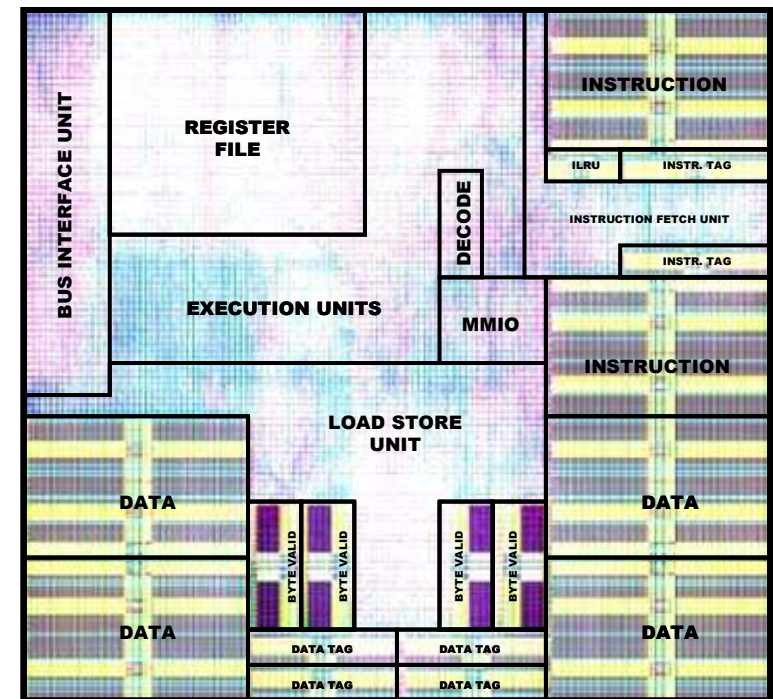 INSTRUCTION
REGISTER
FILE
BUS INTERFACE UNIT
ILRU
INSTR. TAG
DECODE
INSTRUCTION FETCH UNIT
INSTR. TAG
EXECUTION UNITS
MMIO
INSTRUCTION
LOAD STORE
UNIT
DATA
DATA
BYTE VALID
BYTE VALID
BYTE VALID
BYTE VALID
DATA
DATA
DATA TAG
DATA TAG
DATA TAG
DATA TAG